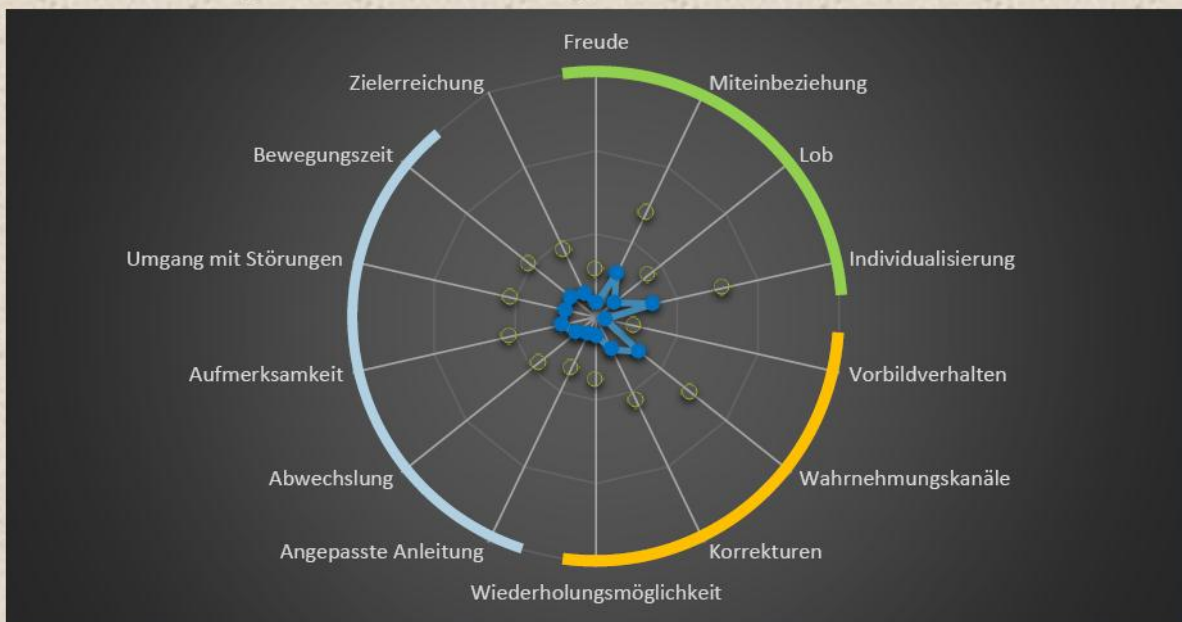 Freude
Miteinbeziehung
Lob
Individualisierung
Vorbildverhalten
Wahrnehmungskanäle
Korrekturen
Wiederholungsmöglichkeit
Angepasste Anleitung
Abwechslung
Aufmerksamkeit
Umgang mit Störungen
Bewegungszeit
Zielerreichung